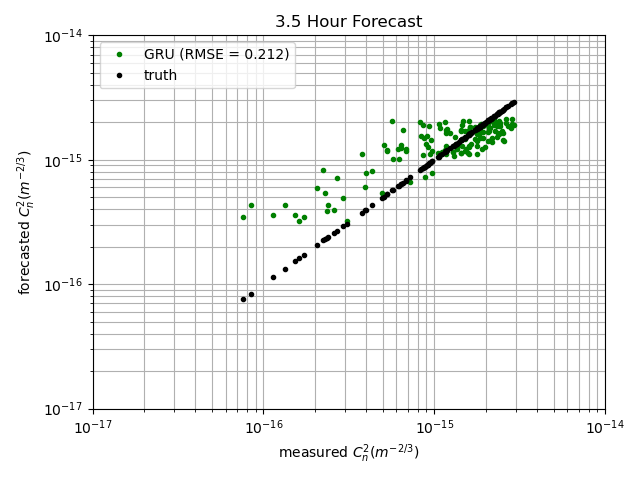 3.5 Hour Forecast
10⁻¹⁴
GRU (RMSE = 0.212)
truth
10⁻¹⁵
forecasted $C_n^2(m^{-2/3})$
10⁻¹⁶
10⁻¹⁷
10⁻¹⁷ 10⁻¹⁶ 10⁻¹⁵ 10⁻¹⁴
measured $C_n^2(m^{-2/3})$